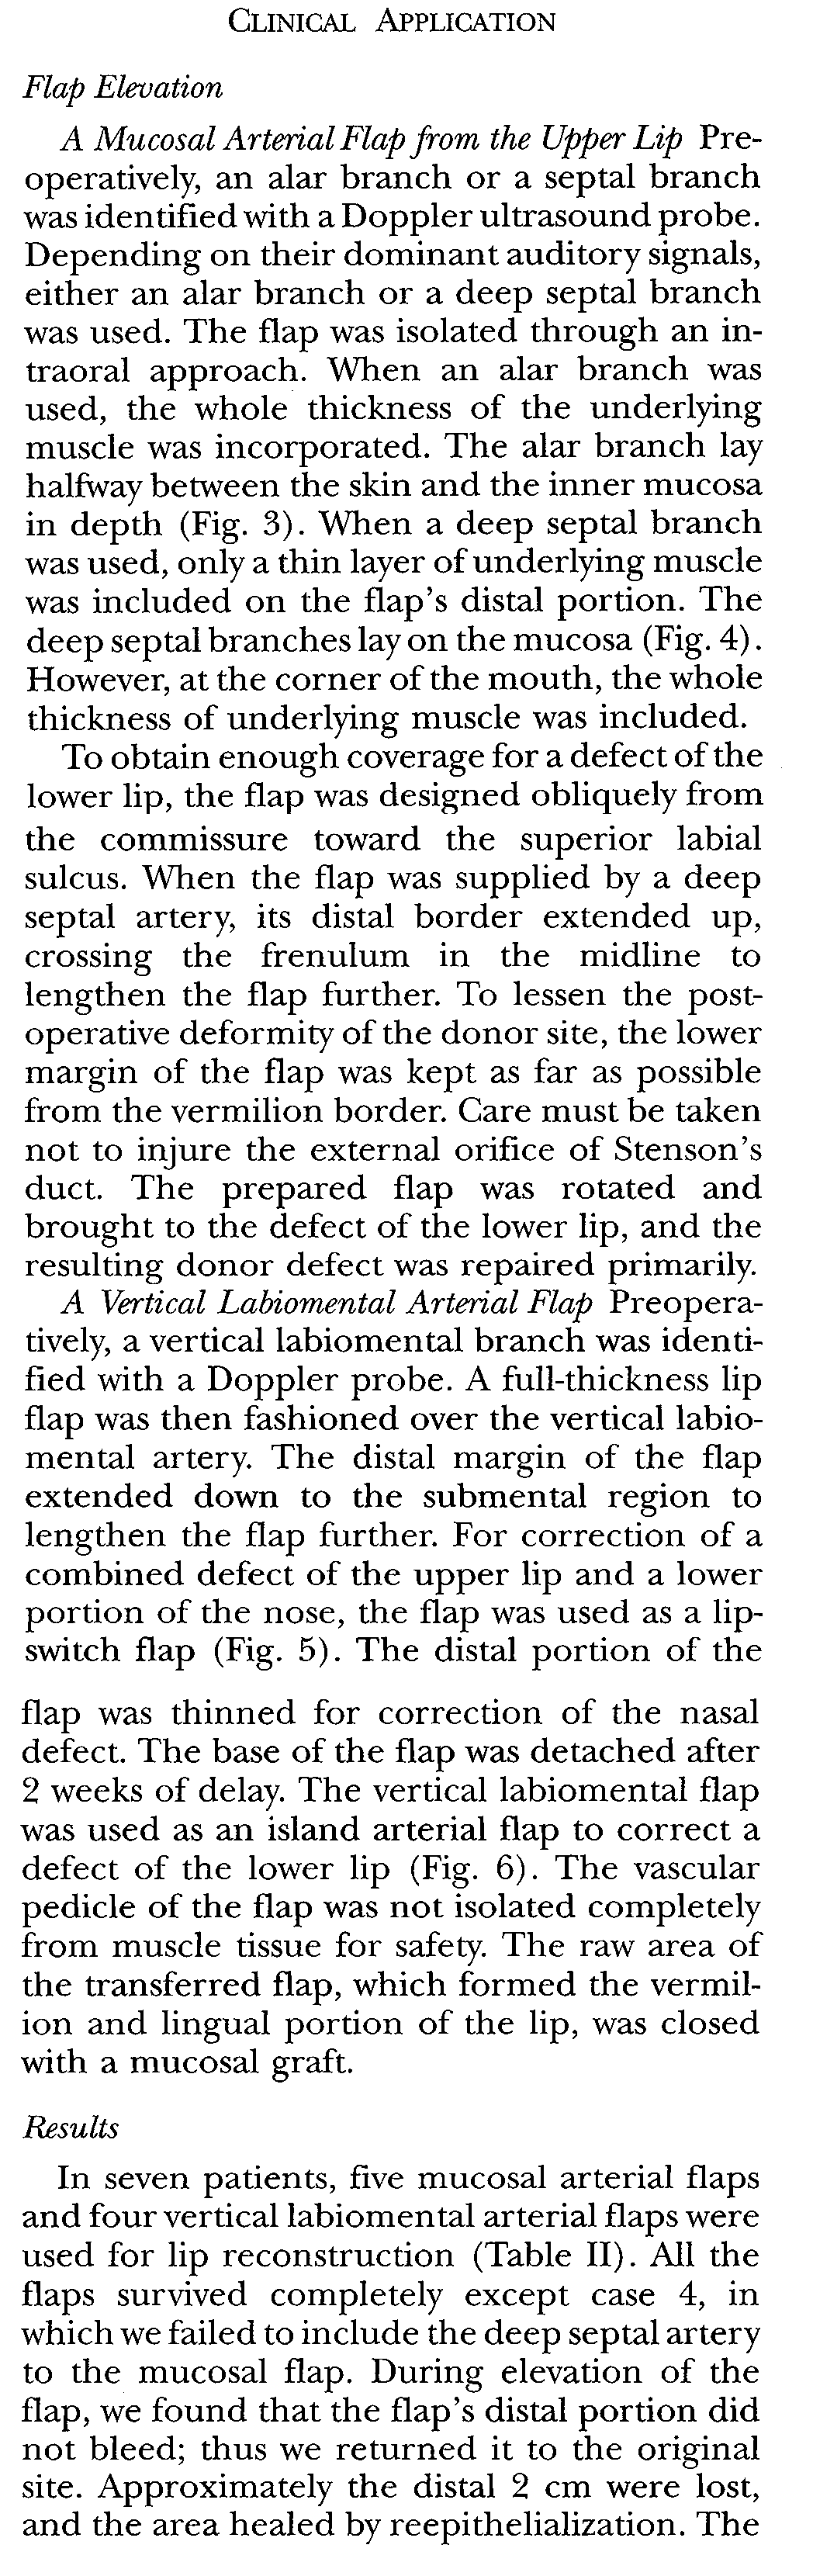 CLINICAL APPLICATION
Flap Elevation
A Mucosal Arterial Flap from the Upper Lip Pre-
operatively, an alar branch or a septal branch
was identified with a Doppler ultrasound probe.
Depending on their dominant auditory signals,
either an alar branch or a deep septal branch
was used. The flap was isolated through an in-
traoral approach. When an alar branch was
used, the whole thickness of the underlying
muscle was incorporated. The alar branch lay
halfway between the skin and the inner mucosa
in depth (Fig. 3). When a deep septal branch
was used, only a thin layer of underlying muscle
was included on the flap's distal portion. The
deep septal branches lay on the mucosa (Fig. 4).
However, at the corner of the mouth, the whole
thickness of underlying muscle was included.
To obtain enough coverage for a defect of the
lower lip, the flap was designed obliquely from
the commissure toward the superior labial
sulcus. When the flap was supplied by a deep
septal artery, its distal border extended up,
crossing the frenulum in the midline to
lengthen the flap further. To lessen the post-
operative deformity of the donor site, the lower
margin of the flap was kept as far as possible
from the vermilion border. Care must be taken
not to injure the external orifice of Stenson's
duct. The prepared flap was rotated and
brought to the defect of the lower lip, and the
resulting donor defect was repaired primarily.
A Vertical Labiomental Arterial Flap Preopera-
tively, a vertical labiomental branch was identi-
fied with a Doppler probe. A full-thickness lip
flap was then fashioned over the vertical labio-
mental artery. The distal margin of the flap
extended down to the submental region to
lengthen the flap further. For correction of a
combined defect of the upper lip and a lower
portion of the nose, the flap was used as a lip-
switch flap (Fig. 5). The distal portion of the
flap was thinned for correction of the nasal
defect. The base of the flap was detached after
2 weeks of delay. The vertical labiomental flap
was used as an island arterial flap to correct a
defect of the lower lip (Fig. 6). The vascular
pedicle of the flap was not isolated completely
from muscle tissue for safety. The raw area of
the transferred flap, which formed the vermil-
ion and lingual portion of the lip, was closed
with a mucosal graft.
Results
In seven patients, five mucosal arterial flaps
and four vertical labiomental arterial flaps were
used for lip reconstruction (Table II). All the
flaps survived completely except case 4, in
which we failed to include the deep septal artery
to the mucosal flap. During elevation of the
flap, we found that the flap's distal portion did
not bleed; thus we returned it to the original
site. Approximately the distal 2 cm were lost,
and the area healed by reepithelialization. The